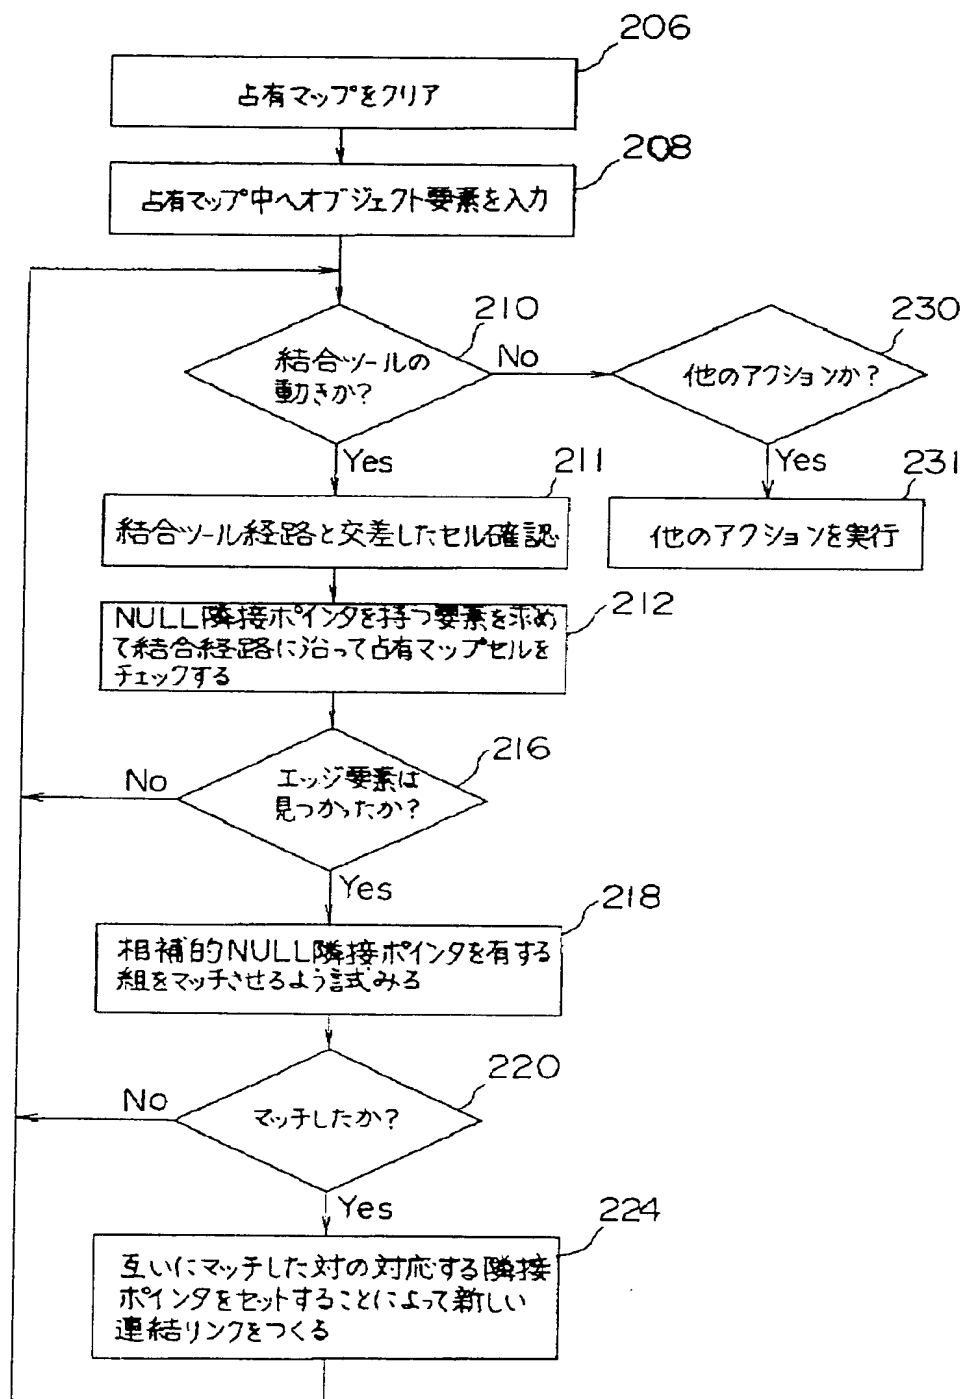 206
占有マップをクリア
208
占有マップ中へオブジェクト要素を入力
210
結合ツールの
動きか?
No
230
他のアクションか?
Yes
Yes
211
結合ツール経路と交差したセル確認
231
他のアクションを実行
212
NULL隣接ポインタを持つ要素を求め
て結合経路に沿って占有マップセルを
チェックする
216
エッジ要素は
見つかったか?
No
Yes
218
相補的NULL隣接ポインタを有する
組をマッチさせるよう試みる
220
マッチしたか?
No
Yes
224
互いにマッチした対の対応する隣接
ポインタをセットすることによって新しい
連結リンクをつくる